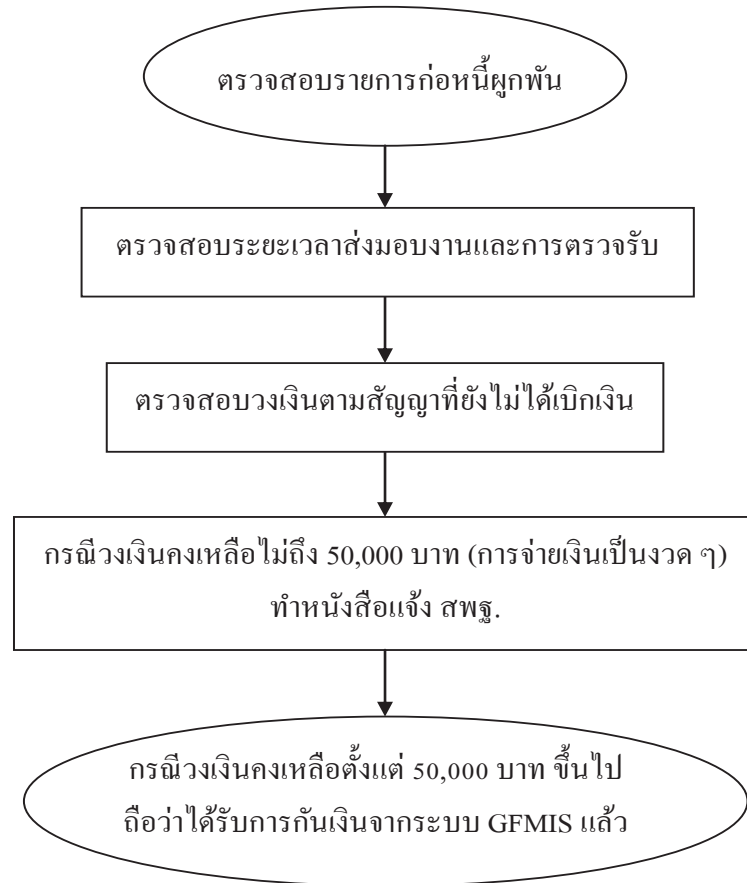 ตรวจสอบรายการก่อหนี้ผูกพัน
ตรวจสอบระยะเวลาส่งมอบงานและการตรวจรับ
ตรวจสอบวงเงินตามสัญญาที่ยังไม่ได้เบิกเงิน
กรณีวงเงินคงเหลือไม่ถึง 50,000 บาท (การจ่ายเงินเป็นงวด ๆ)
ทำหนังสือแจ้ง สพฐ.
กรณีวงเงินคงเหลือตั้งแต่ 50,000 บาท ขึ้นไป
ถือว่าได้รับการกันเงินจากระบบ GFMIS แล้ว